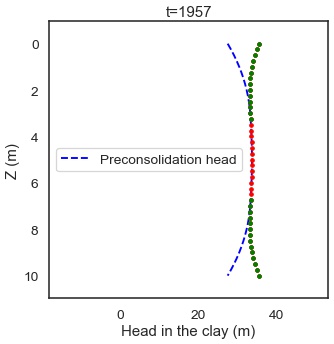 t=1957
0
2
4
6
8
10
Z (m)
Preconsolidation head
0 20 40
Head in the clay (m)